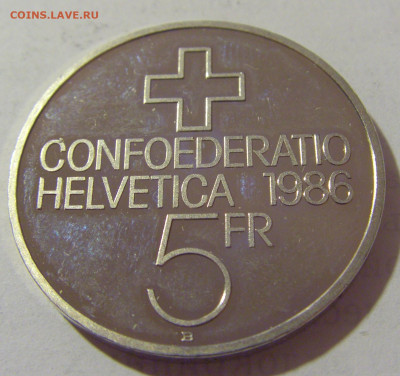 COINS.LAVE.RU
CONFOEDERATIO
HELVETICA 1986
5 FR
B